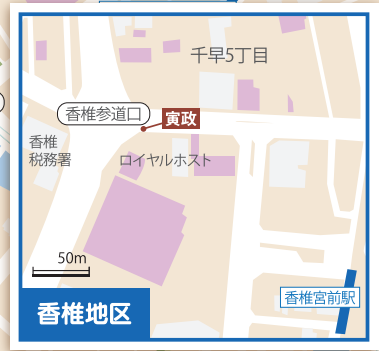 千早5丁目
香椎参道口
寅政
香椎
税務署
ロイヤルホスト
50m
香椎宮前駅
香椎地区